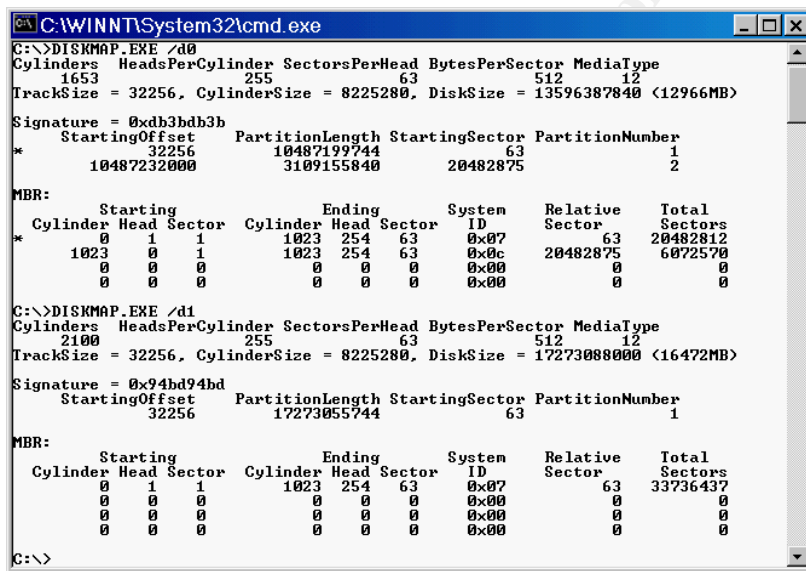 C:\WINNT\System32\cmd.exe
C:\>DISKMAP.EXE /d0
Cylinders HeadsPerCylinder SectorsPerHead BytesPerSector MediaType
1653 255 63 512 12
TrackSize = 32256, CylinderSize = 8225280, DiskSize = 13596387840 (12966MB)
Signature = 0xdb3bdb3b
StartingOffset PartitionLength StartingSector PartitionNumber
* 32256 10487199744 63 1
10487232000 3109155840 20482875 2
MBR:
Starting Ending System Relative Total
Cylinder Head Sector Cylinder Head Sector ID Sector Sectors
* 0 1 1 1023 254 63 0x07 63 20482812
1023 0 1 1023 254 63 0x0c 20482875 6072570
0 0 0 0 0 0 0x00 0 0
0 0 0 0 0 0 0x00 0 0
C:\>DISKMAP.EXE /d1
Cylinders HeadsPerCylinder SectorsPerHead BytesPerSector MediaType
2100 255 63 512 12
TrackSize = 32256, CylinderSize = 8225280, DiskSize = 17273088000 (16472MB)
Signature = 0x94bd94bd
StartingOffset PartitionLength StartingSector PartitionNumber
32256 17273055744 63 1
MBR:
Starting Ending System Relative Total
Cylinder Head Sector Cylinder Head Sector ID Sector Sectors
0 1 1 1023 254 63 0x07 63 33736437
0 0 0 0 0 0 0x00 0 0
0 0 0 0 0 0 0x00 0 0
0 0 0 0 0 0 0x00 0 0
C:\>